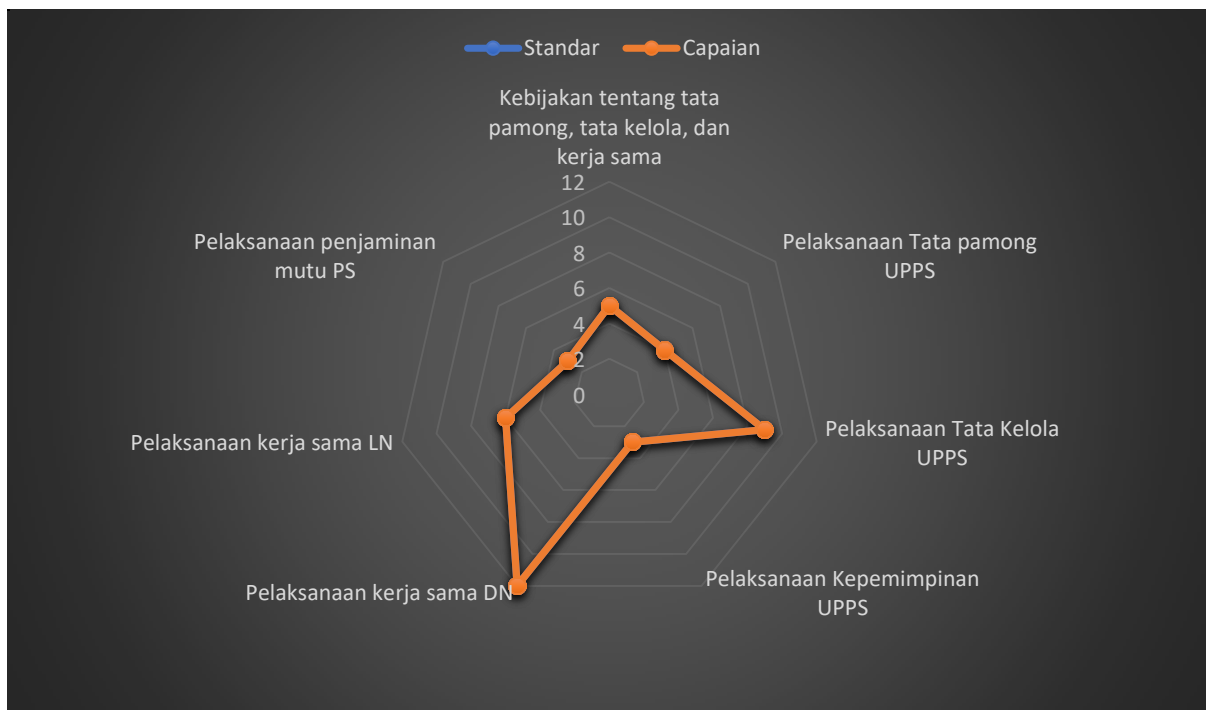 Standar Capaian
Kebijakan tentang tata
pamong, tata kelola, dan
kerja sama
12
10
8
6
4
2
0
Pelaksanaan Tata pamong
UPPS
Pelaksanaan Tata Kelola
UPPS
Pelaksanaan Kepemimpinan
UPPS
Pelaksanaan kerja sama DN
Pelaksanaan kerja sama LN
Pelaksanaan penjaminan
mutu PS